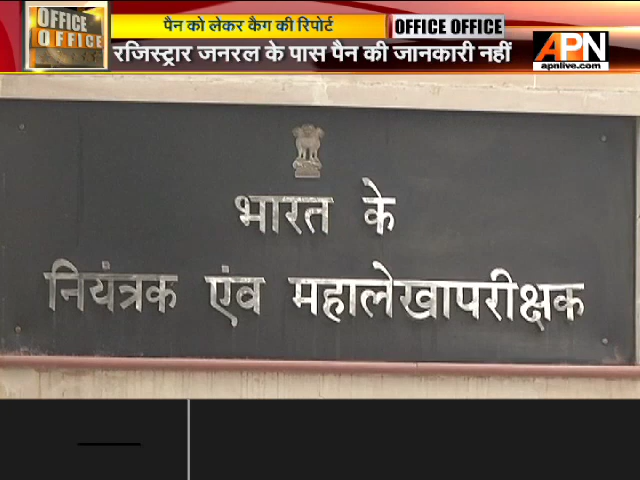 OFFICE
OFFICE
पैन को लेकर कैग की रिपोर्ट
OFFICE OFFICE
रजिस्ट्रार जनरल के पास पैन की जानकारी नहीं
APN
apnlive.com
भारत के
नियंत्रक एंव महालेखापरीक्षक